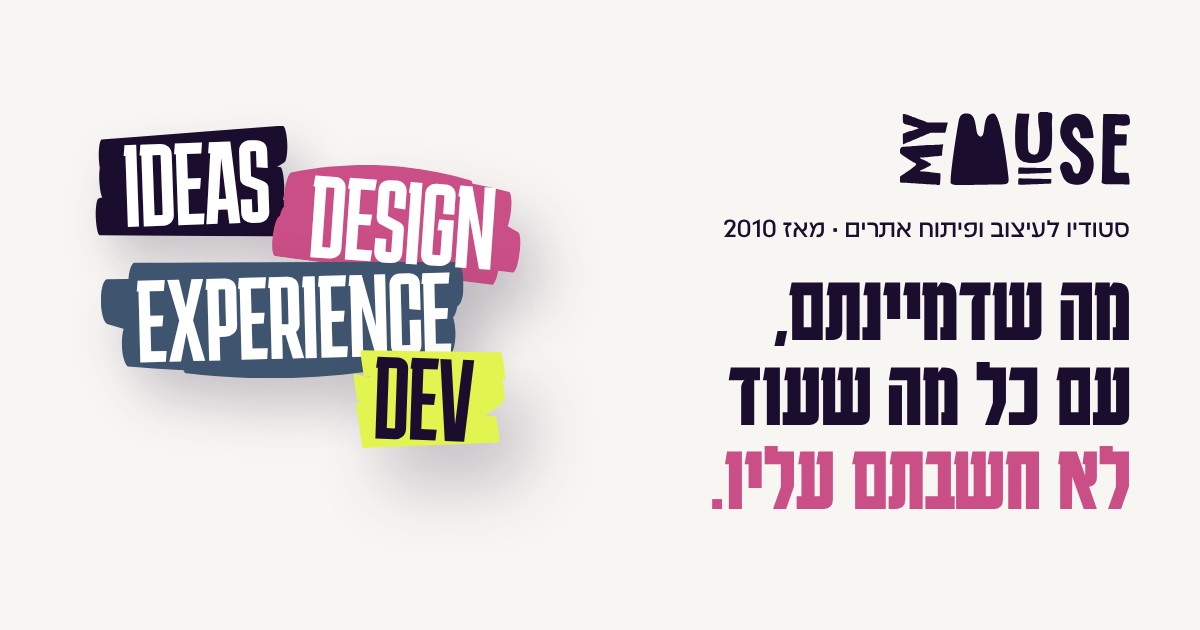 MY MUSE
סטודיו לעיצוב ופיתוח אתרים · מאז 2010
מה שדמיינתם,
עם כל מה שעוד
לא חשבתם עליו.
IDEAS
DESIGN
EXPERIENCE
DEV